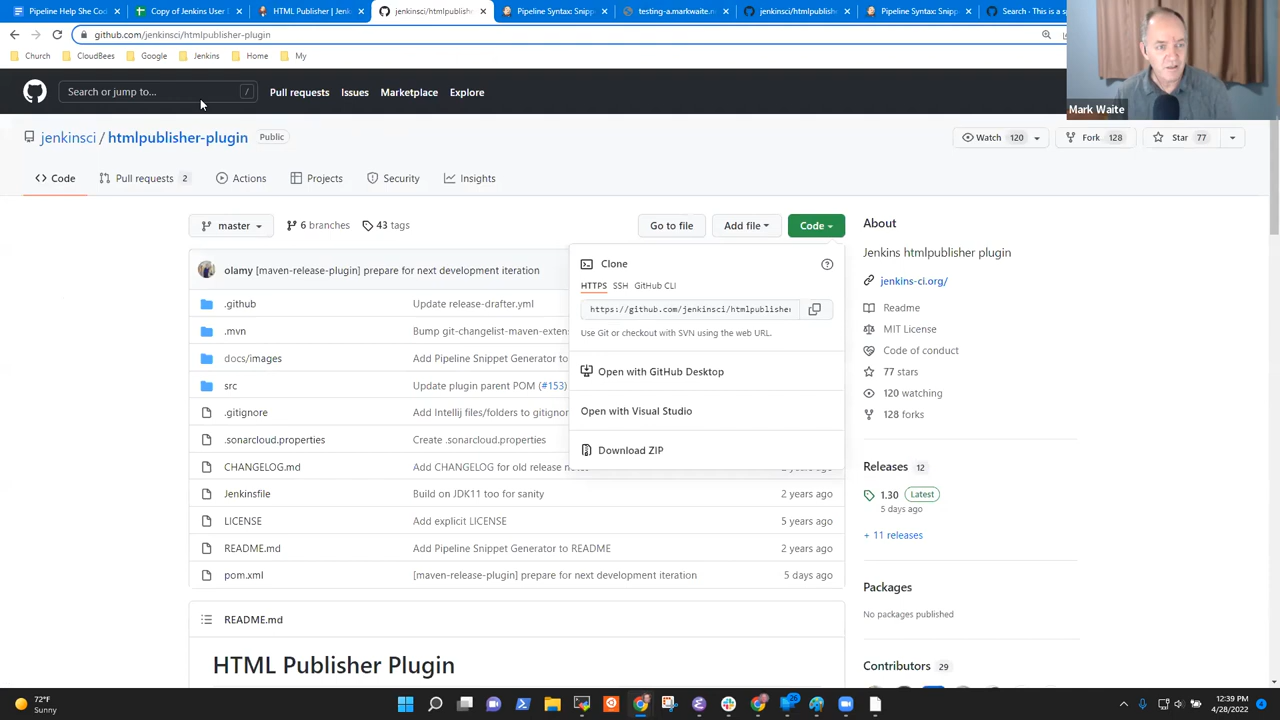 Pipeline Help She Cod
Copy of Jenkins User D
HTML Publisher | Jenki
jenkinsci/htmlpublisher
Pipeline Syntax: Snipp
testing-a.markwaite.n
jenkinsci/htmlpublish
Pipeline Syntax: Snipp
Search · This is a s
github.com/jenkinsci/htmlpublisher-plugin
Church
CloudBees
Google
Jenkins
Home
My
Search or jump to...
/
Pull requests
Issues
Marketplace
Explore
Mark Waite
jenkinsci / htmlpublisher-plugin
Public
Watch 120
Fork 128
Star 77
<> Code
Pull requests 2
Actions
Projects
Security
Insights
master
6 branches
43 tags
Go to file
Add file
Code
About
Jenkins htmlpublisher plugin
jenkins-ci.org/
Readme
MIT License
Code of conduct
77 stars
120 watching
128 forks
Releases 12
1.30 Latest
5 days ago
+ 11 releases
Packages
No packages published
Contributors 29
Clone
HTTPS SSH GitHub CLI
https://github.com/jenkinsci/htmlpublisher
Use Git or checkout with SVN using the web URL.
Open with GitHub Desktop
Open with Visual Studio
Download ZIP
olamy [maven-release-plugin] prepare for next development iteration
.github Update release-drafter.yml
.mvn Bump git-changelist-maven-exten
docs/images Add Pipeline Snippet Generator to
src Update plugin parent POM (#153)
.gitignore Add Intellij files/folders to gitignor
.sonarcloud.properties Create .sonarcloud.properties
CHANGELOG.md Add CHANGELOG for old release notes 2 years ago
Jenkinsfile Build on JDK11 too for sanity 2 years ago
LICENSE Add explicit LICENSE 5 years ago
README.md Add Pipeline Snippet Generator to README 2 years ago
pom.xml [maven-release-plugin] prepare for next development iteration 5 days ago
README.md
HTML Publisher Plugin
72°F
Sunny
26
12:39 PM
4/28/2022